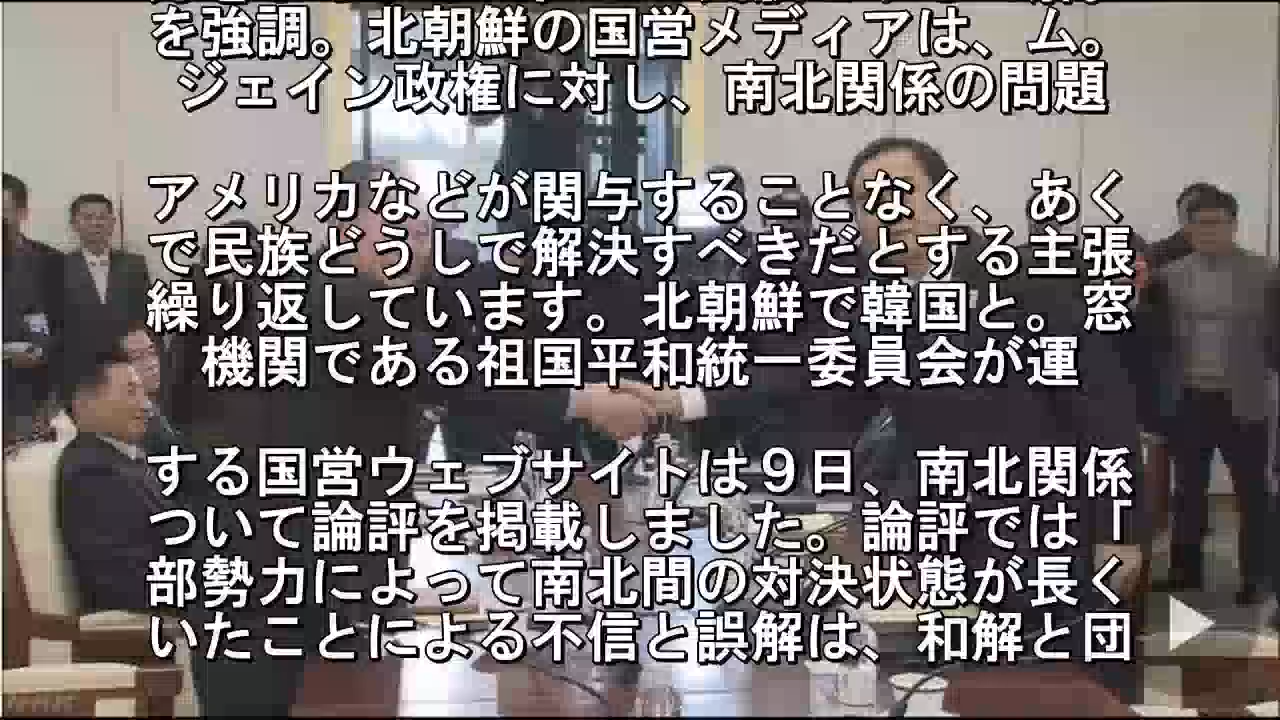 を強調。北朝鮮の国営メディアは、ム。
ジェイン政権に対し、南北関係の問題
アメリカなどが関与することなく、あく
で民族どうしで解決すべきだとする主張
繰り返しています。北朝鮮で韓国と。窓
機関である祖国平和統一委員会が運
する国営ウェブサイトは９日、南北関係
ついて論評を掲載しました。論評では「
部勢力によって南北間の対決状態が長く
いたことによる不信と誤解は、和解と団